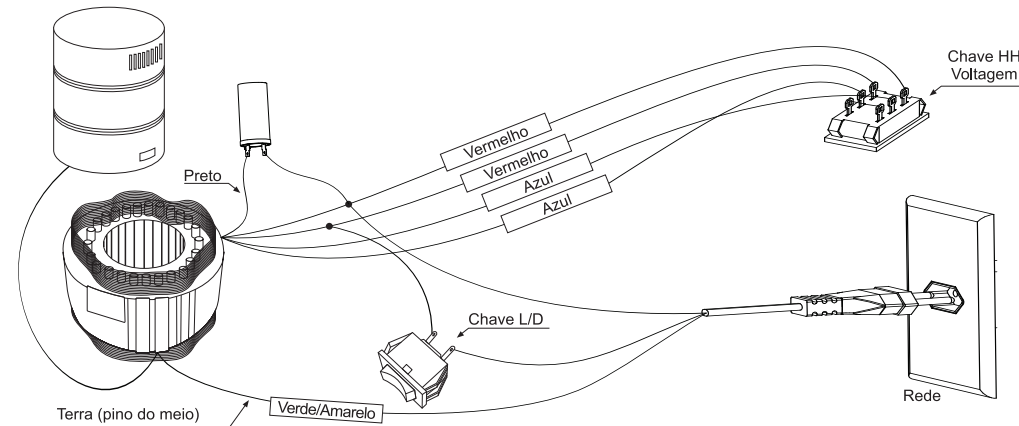 Chave HH
Voltagem
Vermelho
Vermelho
Azul
Azul
Preto
Chave L/D
Rede
Terra (pino do meio)
Verde/Amarelo